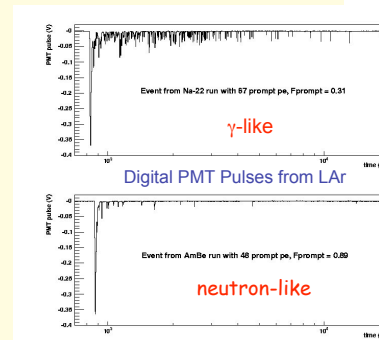 PMT pulse (V)
-0
-0.05
-0.1
-0.15
-0.2
-0.25
-0.3
-0.35
-0.4
Event from Na-22 run with 67 prompt pe, Fprompt = 0.31
γ-like
10³
10⁴
time (
Digital PMT Pulses from LAr
PMT pulse (V)
-0
-0.05
-0.1
-0.15
-0.2
-0.25
-0.3
-0.35
-0.4
Event from AmBe run with 48 prompt pe, Fprompt = 0.89
neutron-like
10³
10⁴
time (